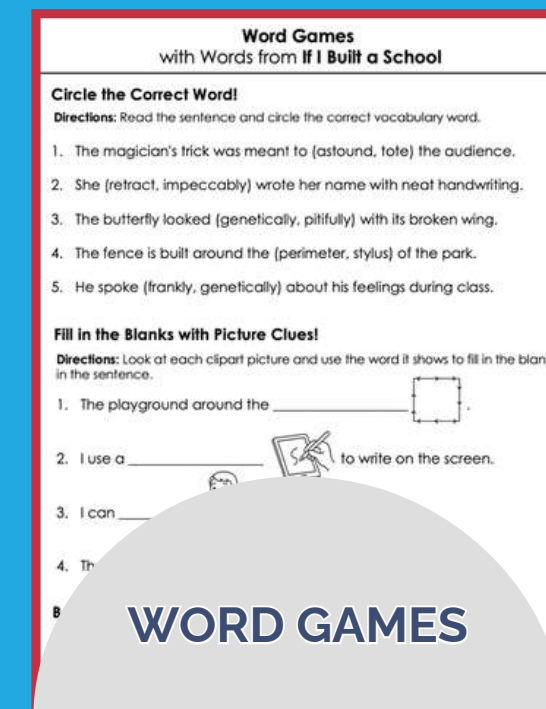 Word Games
with Words from If I Built a School
Circle the Correct Word!
Directions: Read the sentence and circle the correct vocabulary word.
1. The magician's trick was meant to (astound, tote) the audience.
2. She (retract, impeccably) wrote her name with neat handwriting.
3. The butterfly looked (genetically, pitifully) with its broken wing.
4. The fence is built around the (perimeter, stylus) of the park.
5. He spoke (frankly, genetically) about his feelings during class.
Fill in the Blanks with Picture Clues!
Directions: Look at each clipart picture and use the word it shows to fill in the blan
in the sentence.
1. The playground around the ____________ .
2. I use a ____________ to write on the screen.
3. I can ____
4. Th
B
WORD GAMES